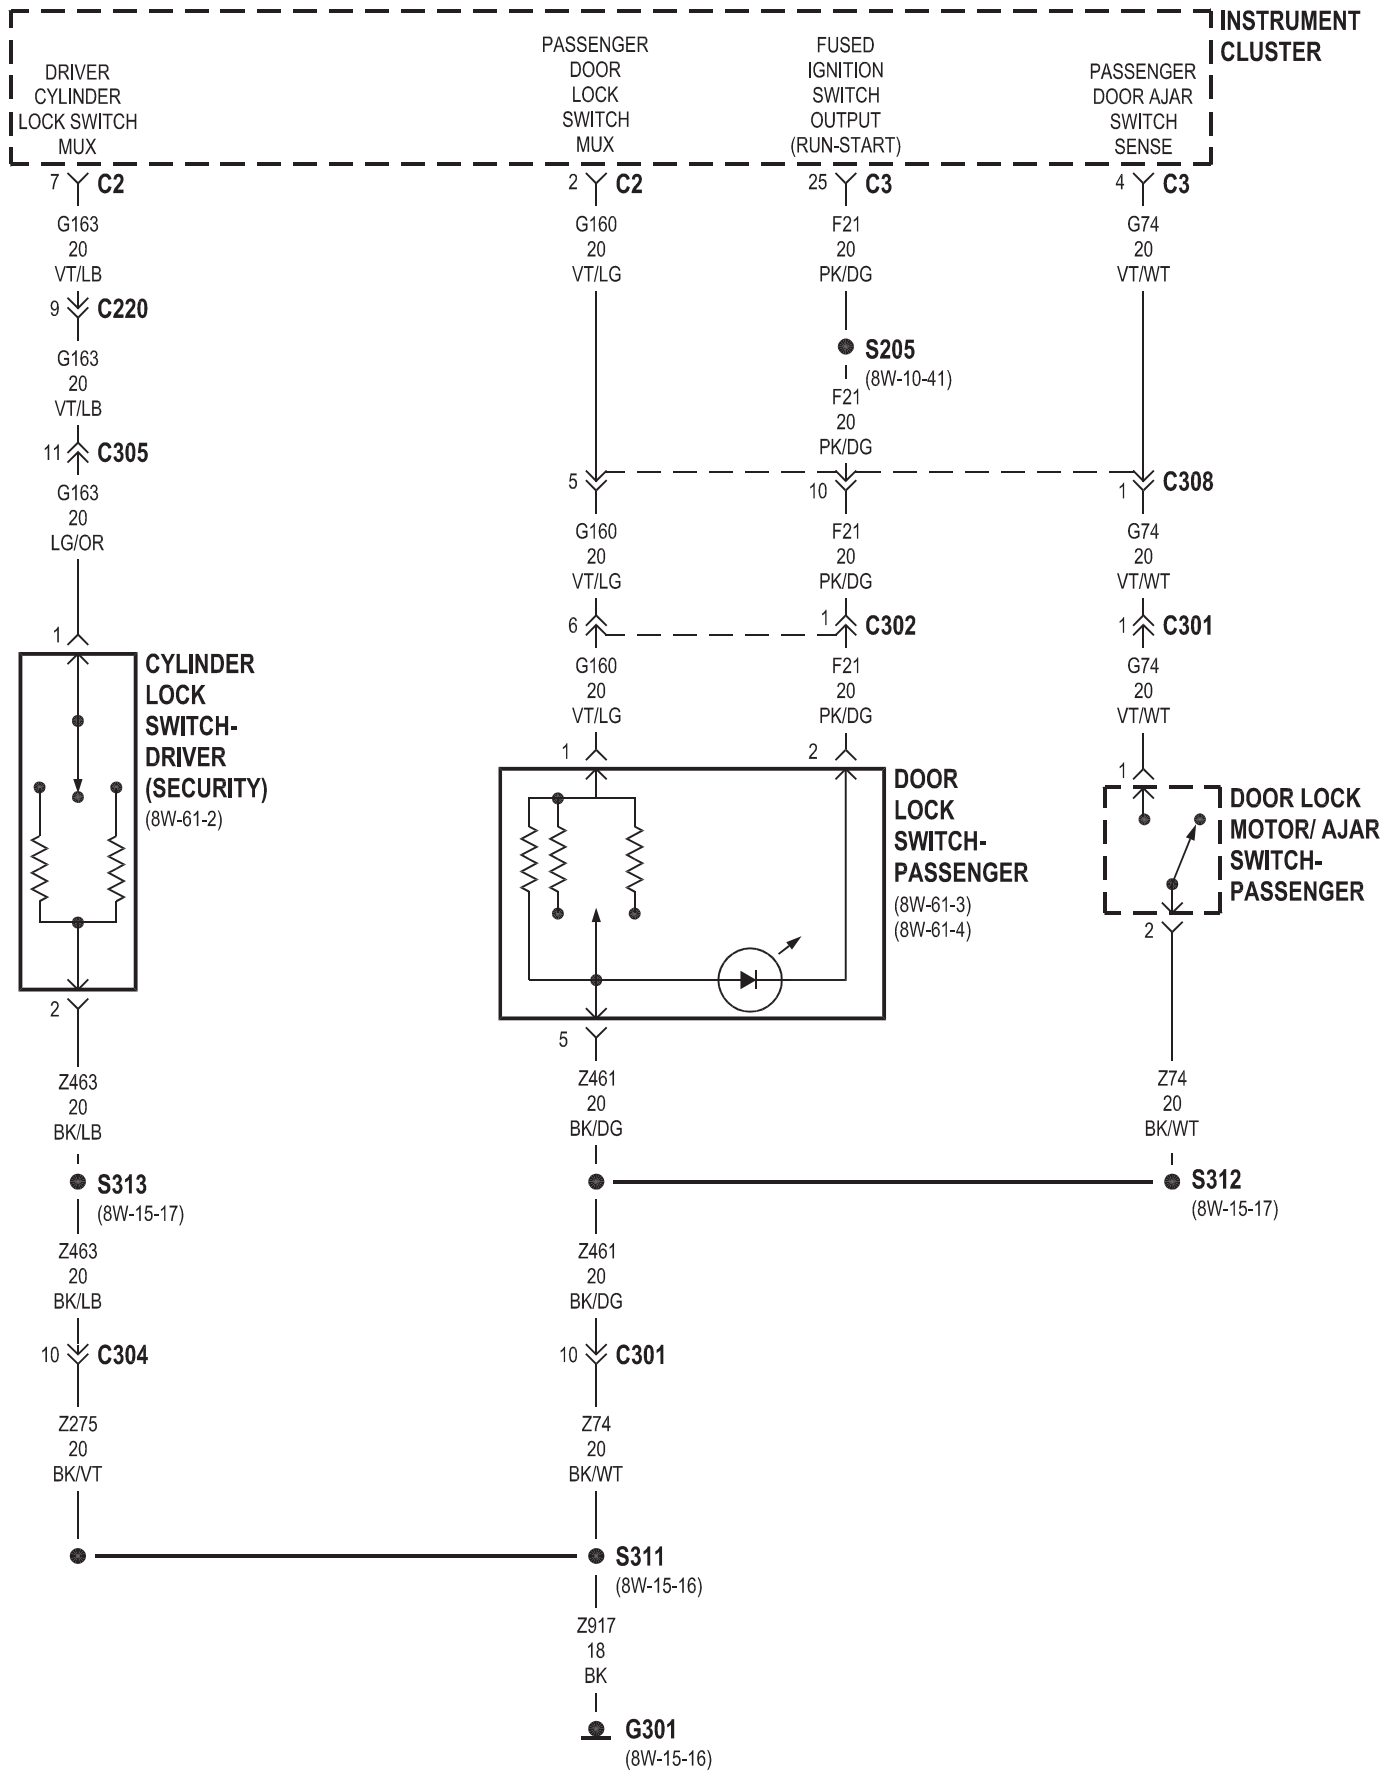 INSTRUMENT
CLUSTER
DRIVER
CYLINDER
LOCK SWITCH
MUX
PASSENGER
DOOR
LOCK
SWITCH
MUX
FUSED
IGNITION
SWITCH
OUTPUT
(RUN-START)
PASSENGER
DOOR AJAR
SWITCH
SENSE
7 C2
2 C2
25 C3
4 C3
G163
20
VT/LB
G160
20
VT/LG
F21
20
PK/DG
G74
20
VT/WT
9 C220
G163
20
VT/LB
S205
(8W-10-41)
F21
20
PK/DG
11 C305
G163
20
LG/OR
5
10
1 C308
G160
20
VT/LG
F21
20
PK/DG
G74
20
VT/WT
6
1 C302
1 C301
G160
20
VT/LG
F21
20
PK/DG
G74
20
VT/WT
1
CYLINDER
LOCK
SWITCH-
DRIVER
(SECURITY)
(8W-61-2)
1
2
DOOR
LOCK
SWITCH-
PASSENGER
(8W-61-3)
(8W-61-4)
1
DOOR LOCK
MOTOR/ AJAR
SWITCH-
PASSENGER
2
2
5
Z463
20
BK/LB
Z461
20
BK/DG
Z74
20
BK/WT
S313
(8W-15-17)
S312
(8W-15-17)
Z463
20
BK/LB
Z461
20
BK/DG
10 C304
10 C301
Z275
20
BK/VT
Z74
20
BK/WT
S311
(8W-15-16)
Z917
18
BK
G301
(8W-15-16)